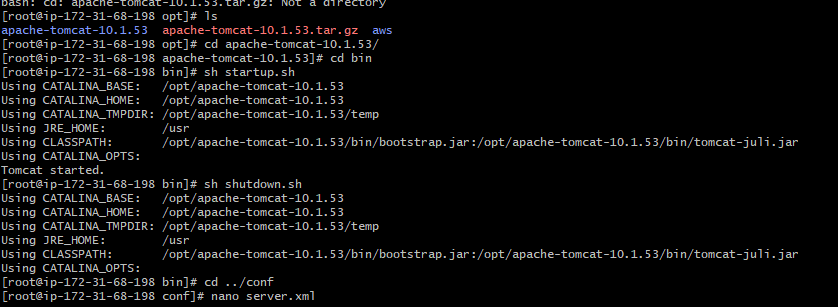 bash: cd: apache-tomcat-10.1.53.tar.gz: Not a directory
[root@ip-172-31-68-198 opt]# ls
apache-tomcat-10.1.53  apache-tomcat-10.1.53.tar.gz  aws
[root@ip-172-31-68-198 opt]# cd apache-tomcat-10.1.53/
[root@ip-172-31-68-198 apache-tomcat-10.1.53]# cd bin
[root@ip-172-31-68-198 bin]# sh startup.sh
Using CATALINA_BASE:   /opt/apache-tomcat-10.1.53
Using CATALINA_HOME:   /opt/apache-tomcat-10.1.53
Using CATALINA_TMPDIR: /opt/apache-tomcat-10.1.53/temp
Using JRE_HOME:        /usr
Using CLASSPATH:       /opt/apache-tomcat-10.1.53/bin/bootstrap.jar:/opt/apache-tomcat-10.1.53/bin/tomcat-juli.jar
Using CATALINA_OPTS:
Tomcat started.
[root@ip-172-31-68-198 bin]# sh shutdown.sh
Using CATALINA_BASE:   /opt/apache-tomcat-10.1.53
Using CATALINA_HOME:   /opt/apache-tomcat-10.1.53
Using CATALINA_TMPDIR: /opt/apache-tomcat-10.1.53/temp
Using JRE_HOME:        /usr
Using CLASSPATH:       /opt/apache-tomcat-10.1.53/bin/bootstrap.jar:/opt/apache-tomcat-10.1.53/bin/tomcat-juli.jar
Using CATALINA_OPTS:
[root@ip-172-31-68-198 bin]# cd ../conf
[root@ip-172-31-68-198 conf]# nano server.xml